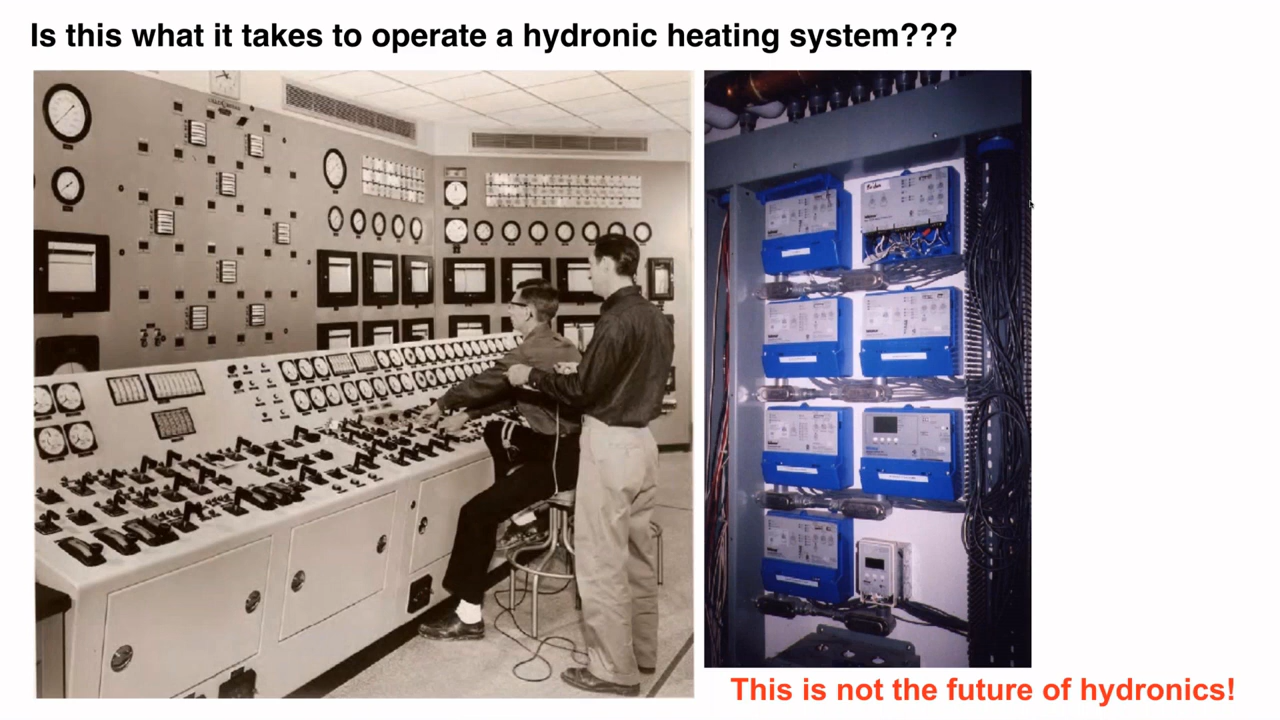 Is this what it takes to operate a hydronic heating system???
This is not the future of hydronics!